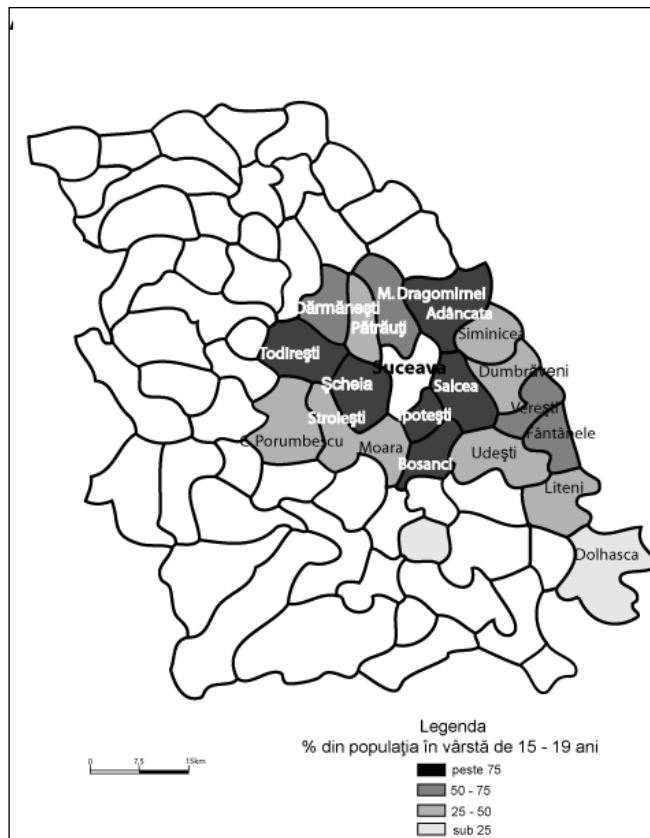 M. Dragomirnei
Dărmănești
Adâncata
Pătrăuți
Siminicea
Todirești
Suceava
Dumbrăveni
Șcheia
Salcea
Verești
Stroiești
Ipotești
Fântânele
C. Porumbescu
Moara
Udești
Bosanci
Liteni
Dolhasca
Legenda
% din populaţia în vârstă de 15 - 19 ani
0 7,5 15km
peste 75
50 - 75
25 - 50
sub 25